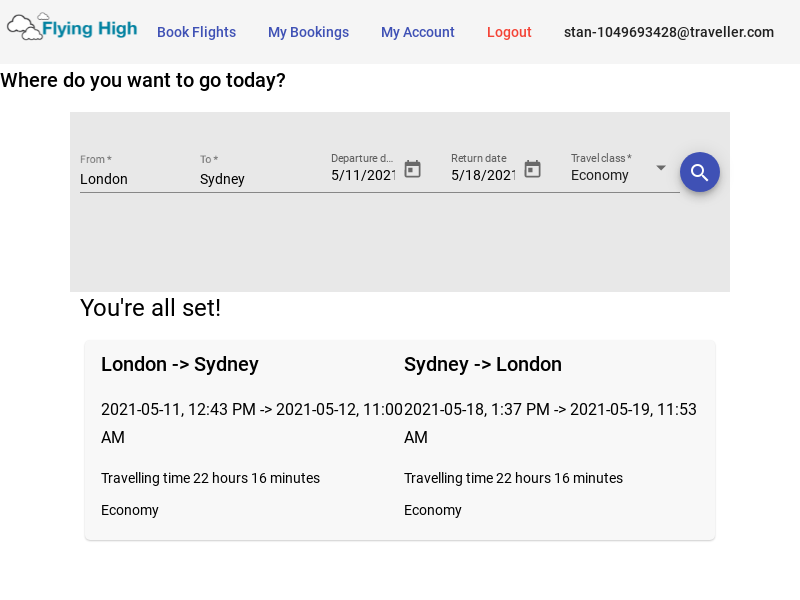 Flying High
Book Flights
My Bookings
My Account
Logout
stan-1049693428@traveller.com
Where do you want to go today?
From *
To *
Departure d...
Return date
Travel class *
London
Sydney
5/11/2021
5/18/2021
Economy
You're all set!
London -> Sydney
2021-05-11, 12:43 PM -> 2021-05-12, 11:00
AM
Travelling time 22 hours 16 minutes
Economy
Sydney -> London
2021-05-18, 1:37 PM -> 2021-05-19, 11:53
AM
Travelling time 22 hours 16 minutes
Economy